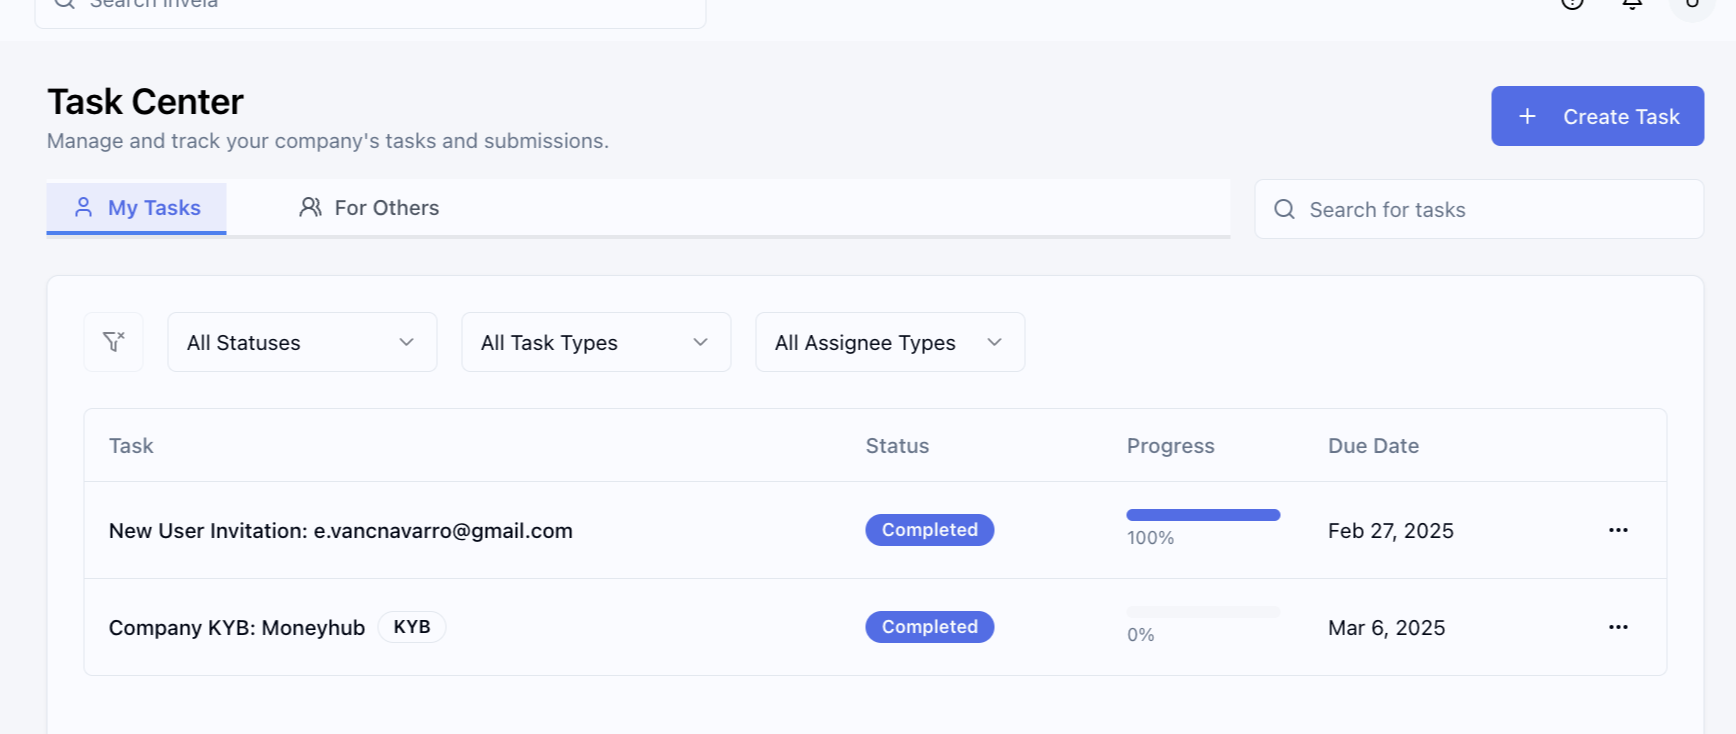 Search Invela
Task Center
Manage and track your company's tasks and submissions.
Create Task
My Tasks
For Others
Search for tasks
All Statuses
All Task Types
All Assignee Types
Task Status Progress Due Date
New User Invitation: e.vancnavarro@gmail.com Completed 100% Feb 27, 2025
Company KYB: Moneyhub KYB Completed 0% Mar 6, 2025